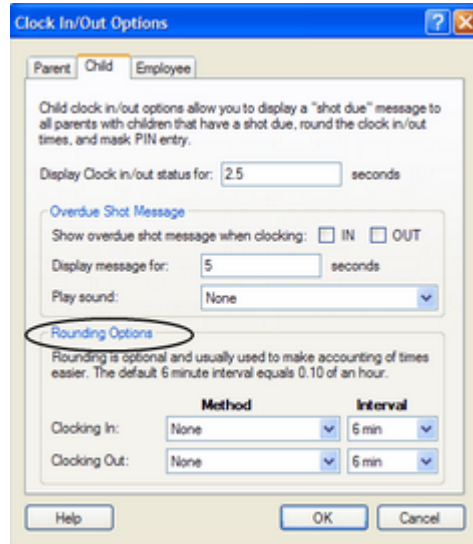 Clock In/Out Options
Parent Child Employee
Child clock in/out options allow you to display a "shot due" message to
all parents with children that have a shot due, round the clock in/out
times, and mask PIN entry.
Display Clock in/out status for: 2.5 seconds
Overdue Shot Message
Show overdue shot message when clocking: IN OUT
Display message for: 5 seconds
Play sound: None
Rounding Options
Rounding is optional and usually used to make accounting of times
easier. The default 6 minute interval equals 0.10 of an hour.
Method Interval
Clocking In: None 6 min
Clocking Out: None 6 min
Help OK Cancel